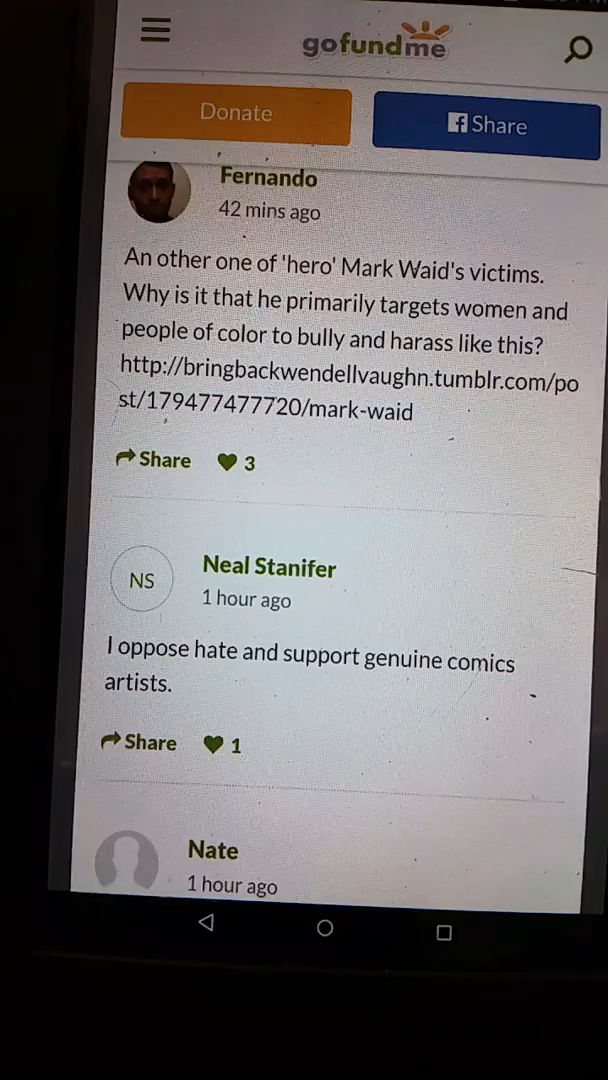 gofundme
Donate
Share
Fernando
42 mins ago
An other one of 'hero' Mark Waid's victims.
Why is it that he primarily targets women and
people of color to bully and harass like this?
http://bringbackwendellvaughn.tumblr.com/po
st/179477477720/mark-waid
Share 3
NS
Neal Stanifer
1 hour ago
I oppose hate and support genuine comics
artists.
Share 1
Nate
1 hour ago